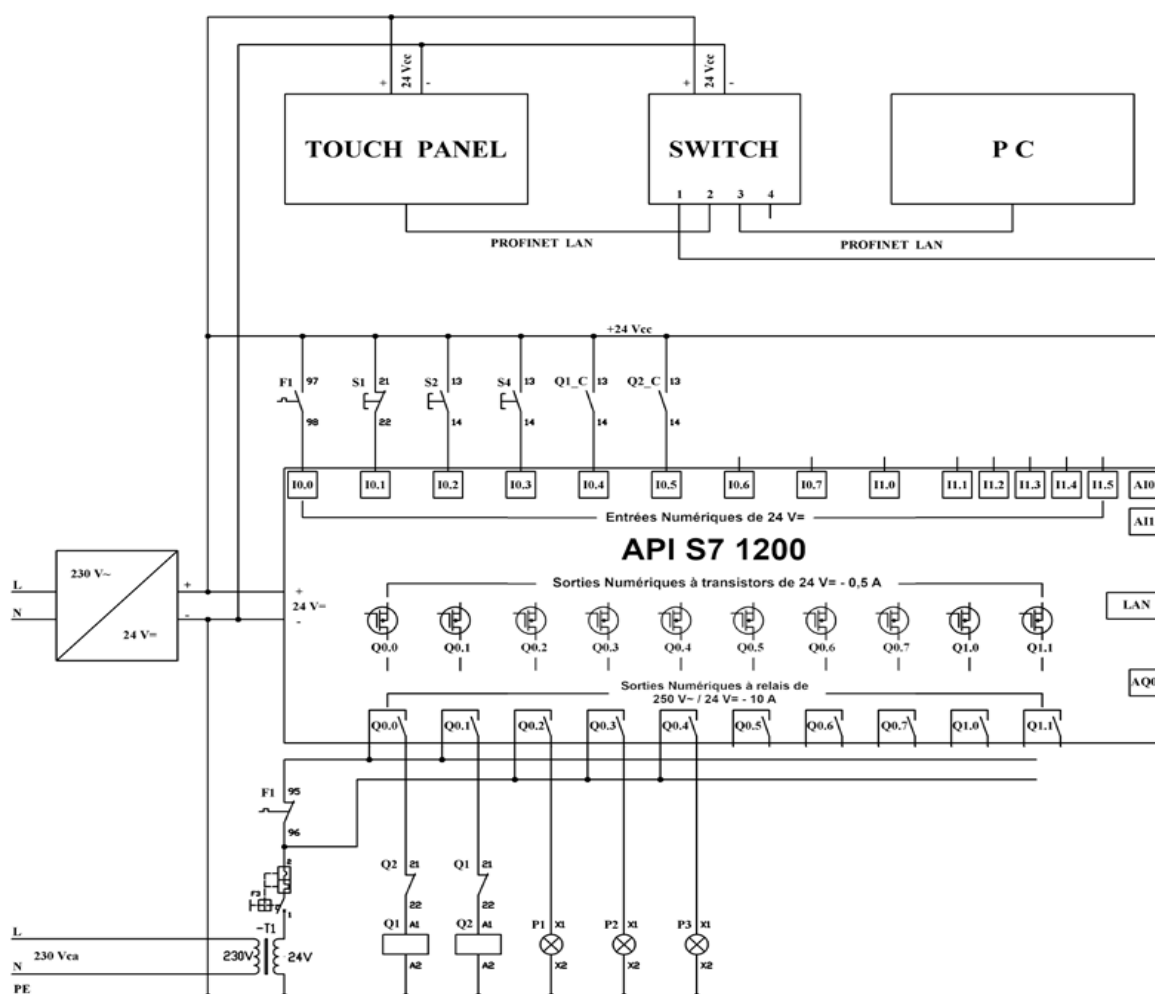 + 24 Vcc -
+ 24 Vcc -
TOUCH PANEL
SWITCH
P C
1 2 3 4
PROFINET LAN
PROFINET LAN
+24 Vcc
F1 97
S1 21
S2 13
S4 13
Q1_C 13
Q2_C 13
98
22
14
14
14
14
I0.0 I0.1 I0.2 I0.3 I0.4 I0.5 I0.6 I0.7 I1.0 I1.1 I1.2 I1.3 I1.4 I1.5 AI0
Entrées Numériques de 24 V=
AI1
API S7 1200
230 V~
24 V=
L
N
+
-
+
24 V=
-
Sorties Numériques à transistors de 24 V= - 0,5 A
LAN
Q0.0 Q0.1 Q0.2 Q0.3 Q0.4 Q0.5 Q0.6 Q0.7 Q1.0 Q1.1
Sorties Numériques à relais de
250 V~ / 24 V= - 10 A
AQ0
Q0.0 Q0.1 Q0.2 Q0.3 Q0.4 Q0.5 Q0.6 Q0.7 Q1.0 Q1.1
F1 95
96
2
F3
1
Q2 21
22
Q1 21
22
Q1 A1
A2
Q2 A1
A2
P1 X1
X2
P2 X1
X2
P3 X1
X2
-T1
L
230 Vca
230V
24V
N
PE